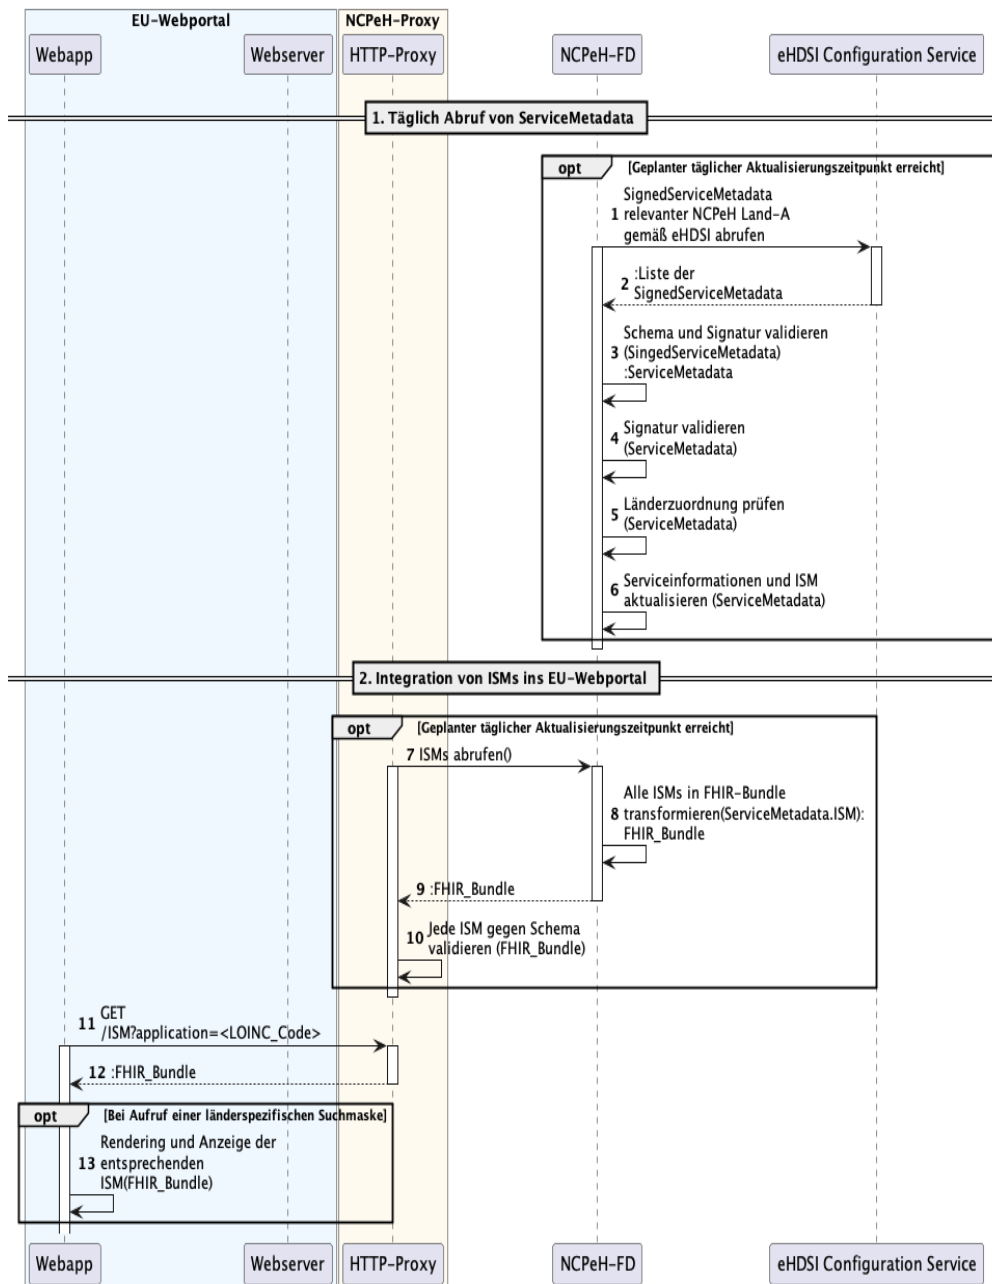 EU-Webportal
NCPeH-Proxy
Webapp
Webserver
HTTP-Proxy
NCPeH-FD
eHDSI Configuration Service
1. Täglich Abruf von ServiceMetadata
opt
[Geplanter täglicher Aktualisierungszeitpunkt erreicht]
SignedServiceMetadata
1 relevanter NCPeH Land-A
gemäß eHDSI abrufen
2 :Liste der
SignedServiceMetadata
Schema und Signatur validieren
3 (SingedServiceMetadata)
:ServiceMetadata
4 Signatur validieren
(ServiceMetadata)
5 Länderzuordnung prüfen
(ServiceMetadata)
6 Serviceinformationen und ISM
aktualisieren (ServiceMetadata)
2. Integration von ISMs ins EU-Webportal
opt
[Geplanter täglicher Aktualisierungszeitpunkt erreicht]
7 ISMs abrufen()
Alle ISMs in FHIR-Bundle
8 transformieren(ServiceMetadata.ISM):
FHIR_Bundle
9 :FHIR_Bundle
10 Jede ISM gegen Schema
validieren (FHIR_Bundle)
11 GET
/ISM?application=<LOINC_Code>
12 :FHIR_Bundle
opt
[Bei Aufruf einer länderspezifischen Suchmaske]
Rendering und Anzeige der
13 entsprechenden
ISM(FHIR_Bundle)
Webapp
Webserver
HTTP-Proxy
NCPeH-FD
eHDSI Configuration Service